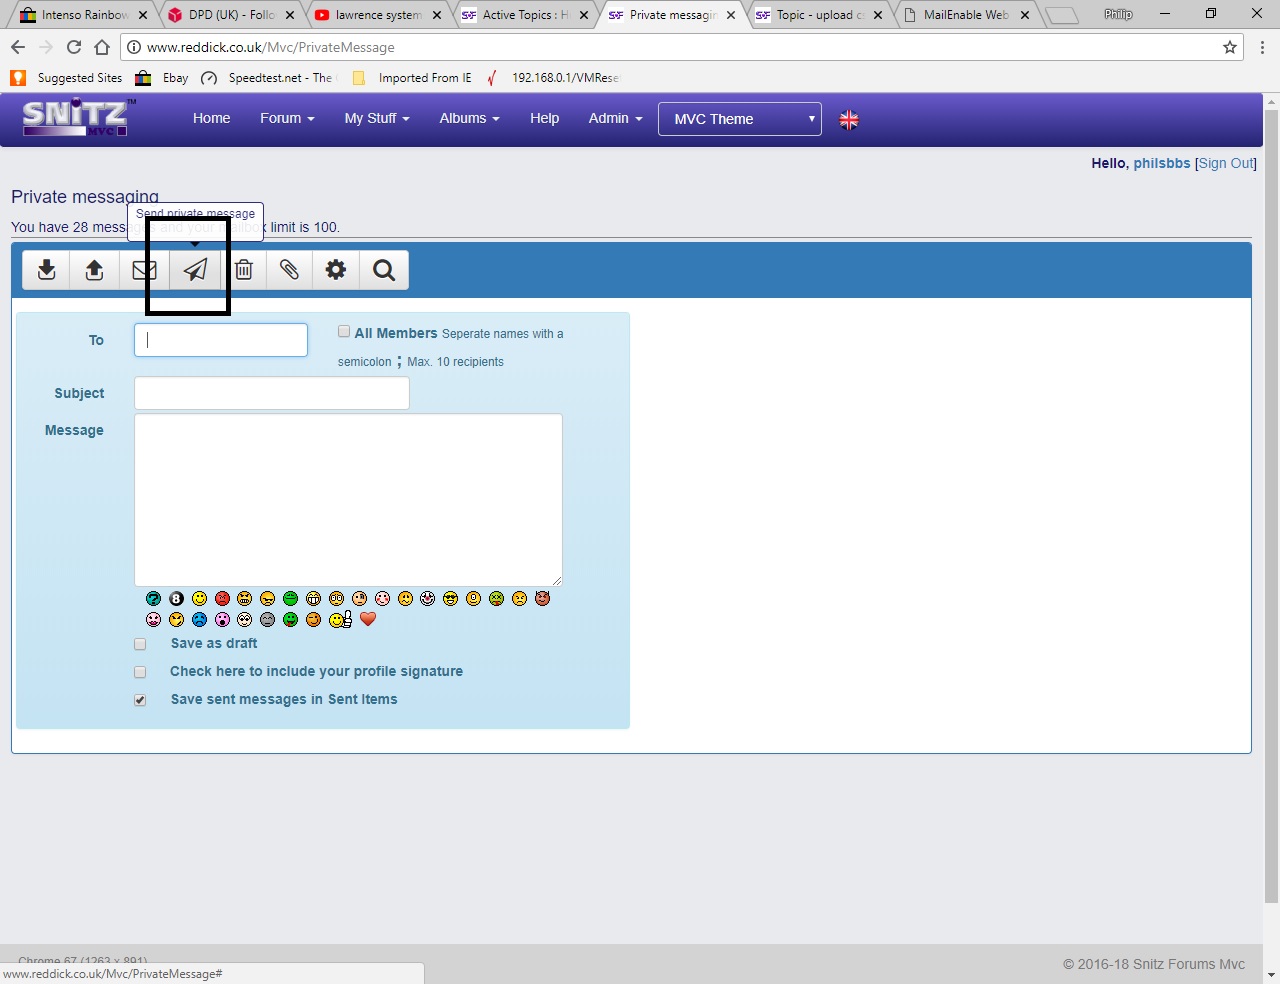 Intenso Rainbow
DPD (UK) - Follo
lawrence system
Active Topics : H
Private messagin
Topic - upload cs
MailEnable Web
Philip
www.reddick.co.uk/Mvc/PrivateMessage
Suggested Sites
Ebay
Speedtest.net - The
Imported From IE
192.168.0.1/VMRese
SNiTZ™
MVC
Home
Forum
My Stuff
Albums
Help
Admin
MVC Theme
Hello, philsbbs [Sign Out]
Private messaging
Send private message
You have 28 messages and your mailbox limit is 100.
To
All Members Seperate names with a
semicolon ; Max. 10 recipients
Subject
Message
Save as draft
Check here to include your profile signature
Save sent messages in Sent Items
Chrome 67 (1263 x 891)
www.reddick.co.uk/Mvc/PrivateMessage#
© 2016-18 Snitz Forums Mvc